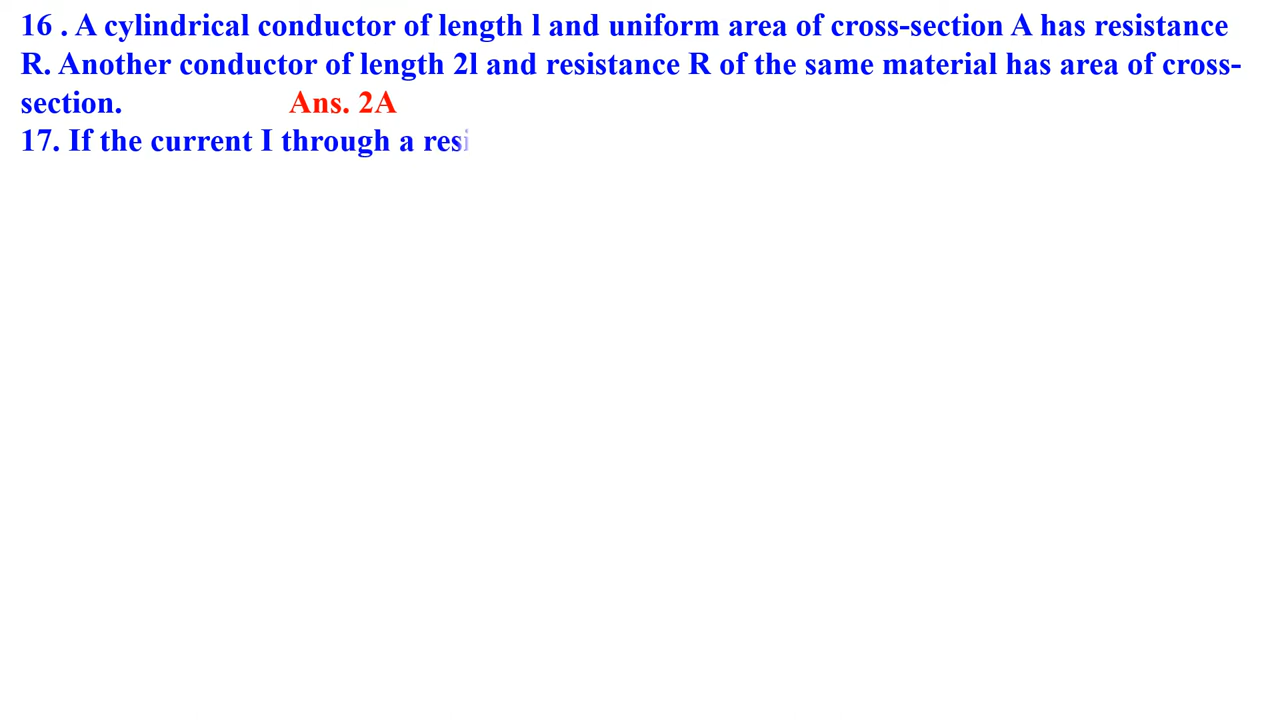 16 . A cylindrical conductor of length l and uniform area of cross-section A has resistance
R. Another conductor of length 2l and resistance R of the same material has area of cross-
section. Ans. 2A
17. If the current I through a resi